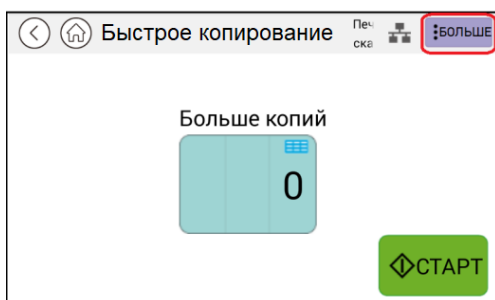 Быстрое копирование
Печ
ска
БОЛЬШЕ
Больше копий
0
СТАРТ